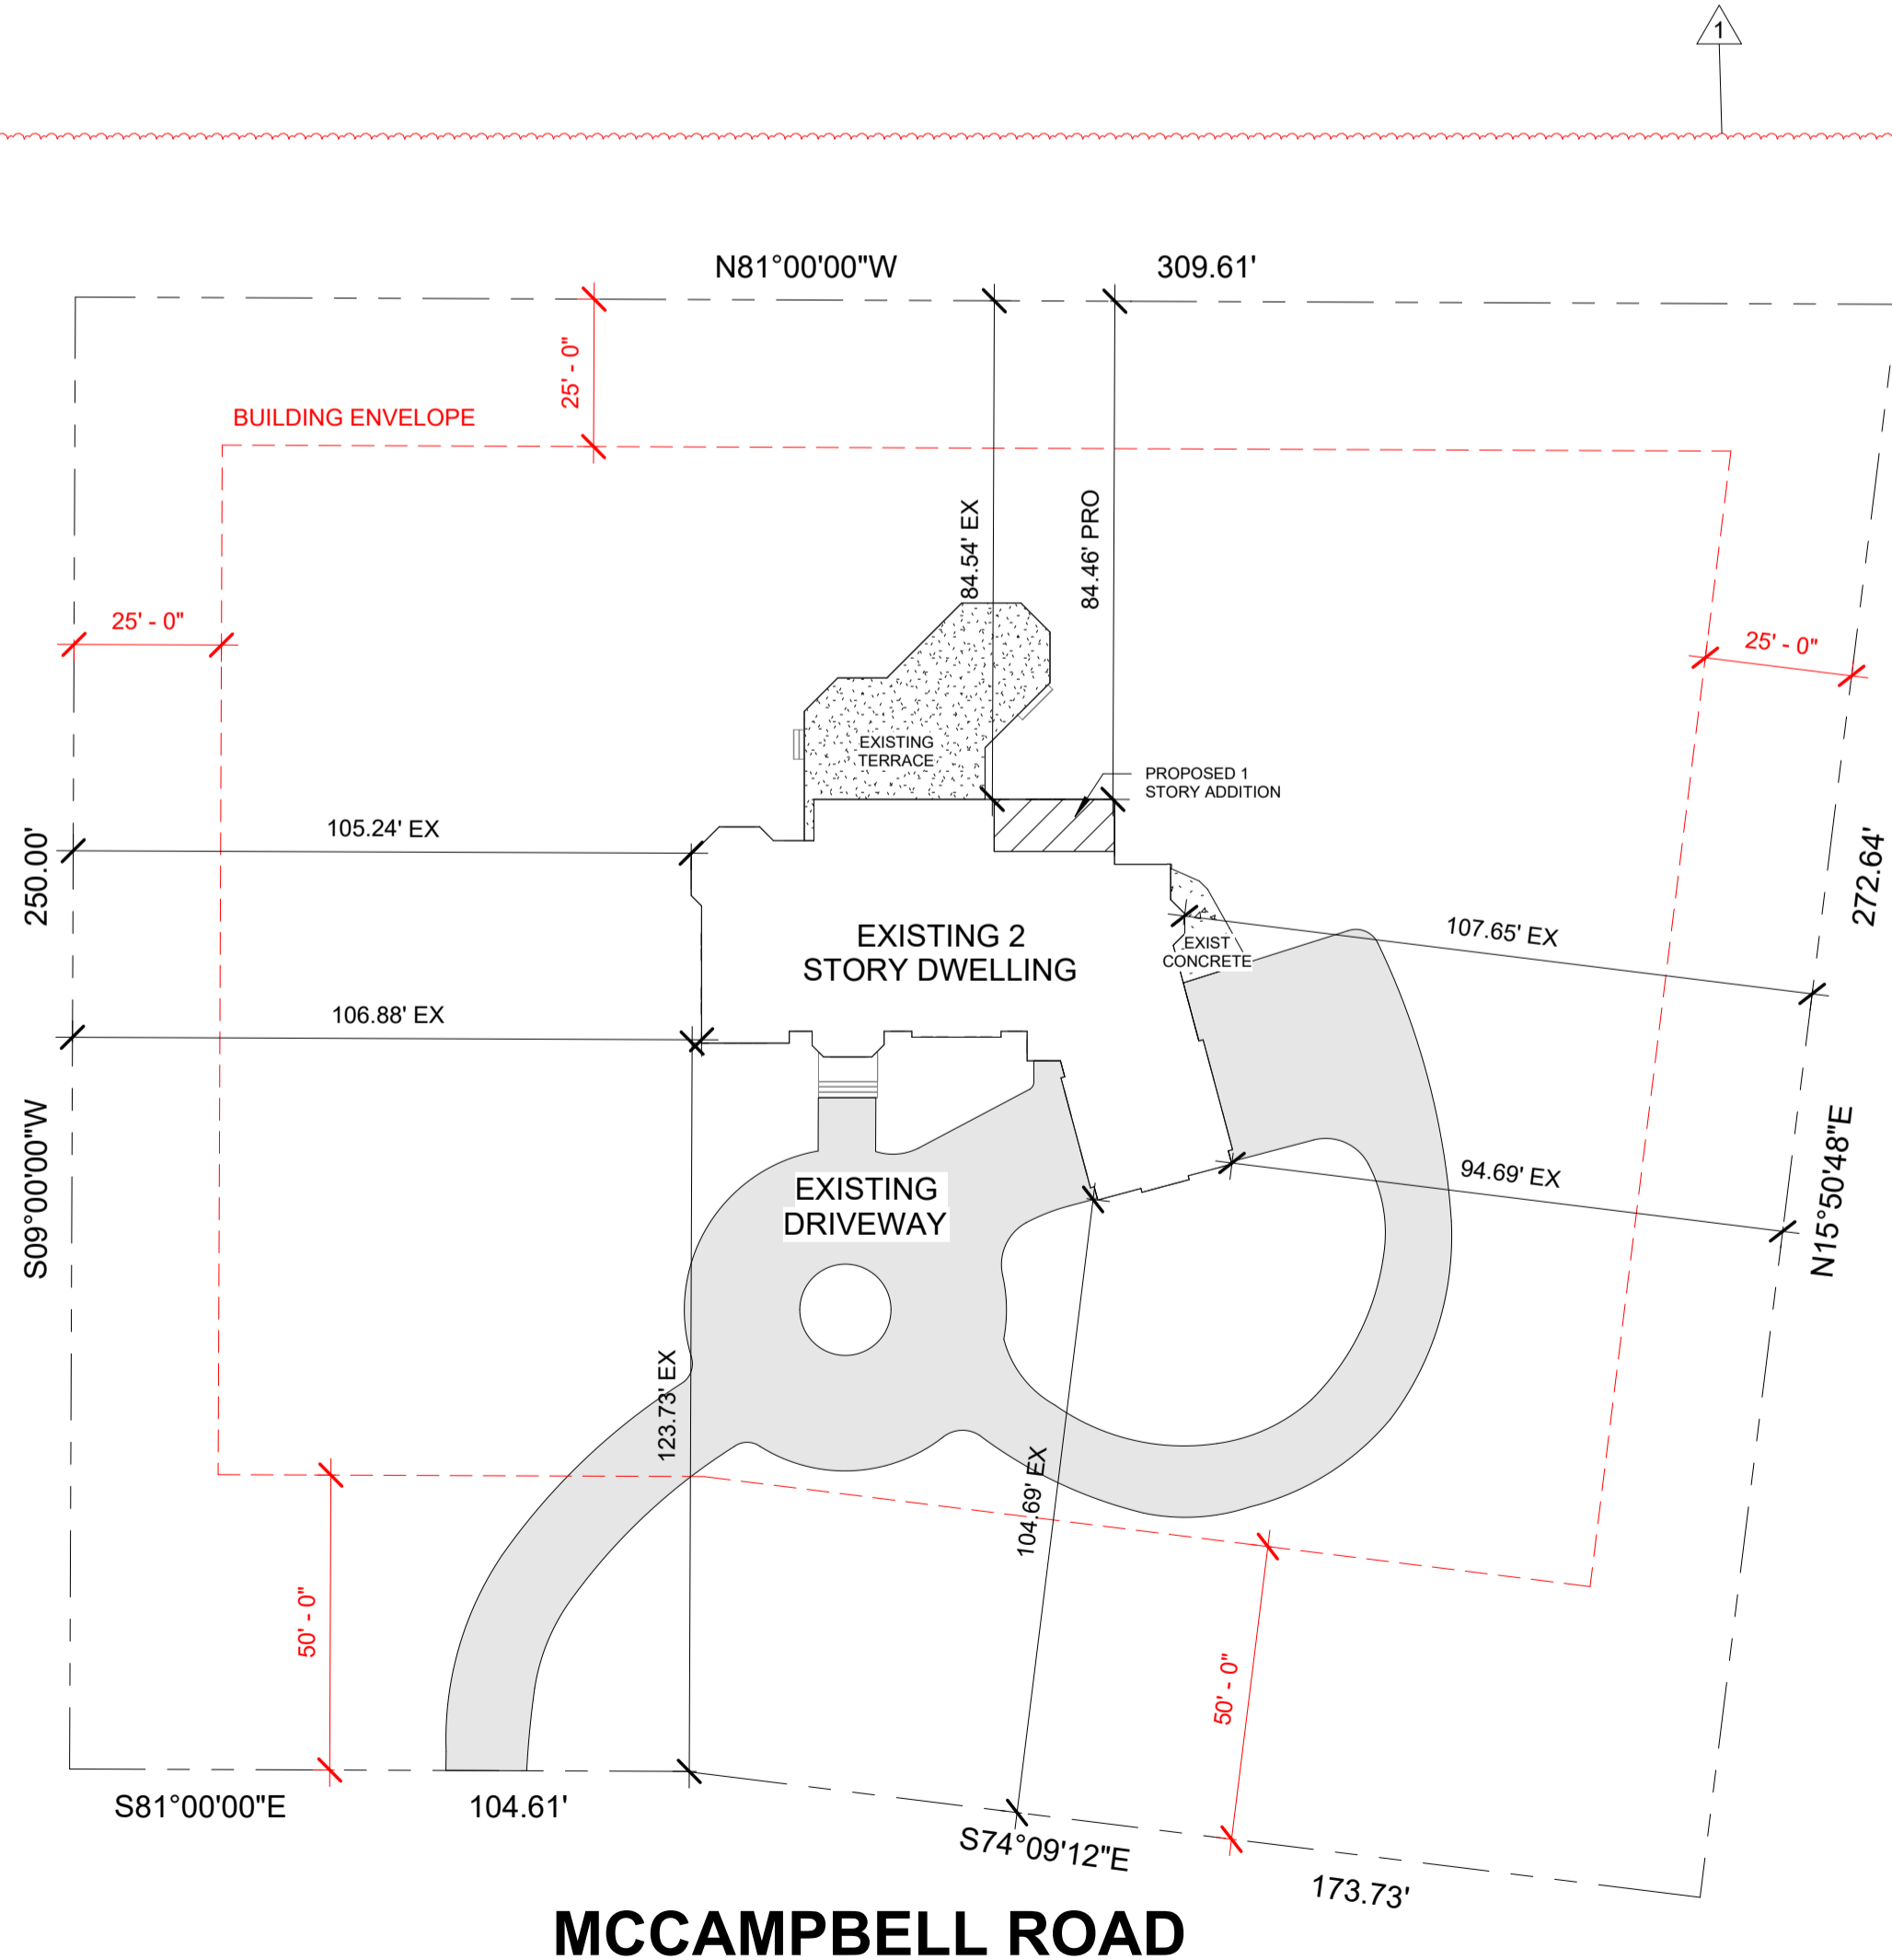 1
N81°00'00"W
309.61'
25' - 0"
BUILDING ENVELOPE
84.54' EX
84.46' PRO
25' - 0"
25' - 0"
EXISTING
TERRACE
PROPOSED 1
STORY ADDITION
105.24' EX
250.00'
272.64'
EXISTING 2
STORY DWELLING
107.65' EX
EXIST
CONCRETE
106.88' EX
S09°00'00"W
N15°50'48"E
94.69' EX
EXISTING
DRIVEWAY
123.73' EX
104.69' EX
50' - 0"
50' - 0"
S81°00'00"E
104.61'
S74°09'12"E
173.73'
MCCAMPBELL ROAD